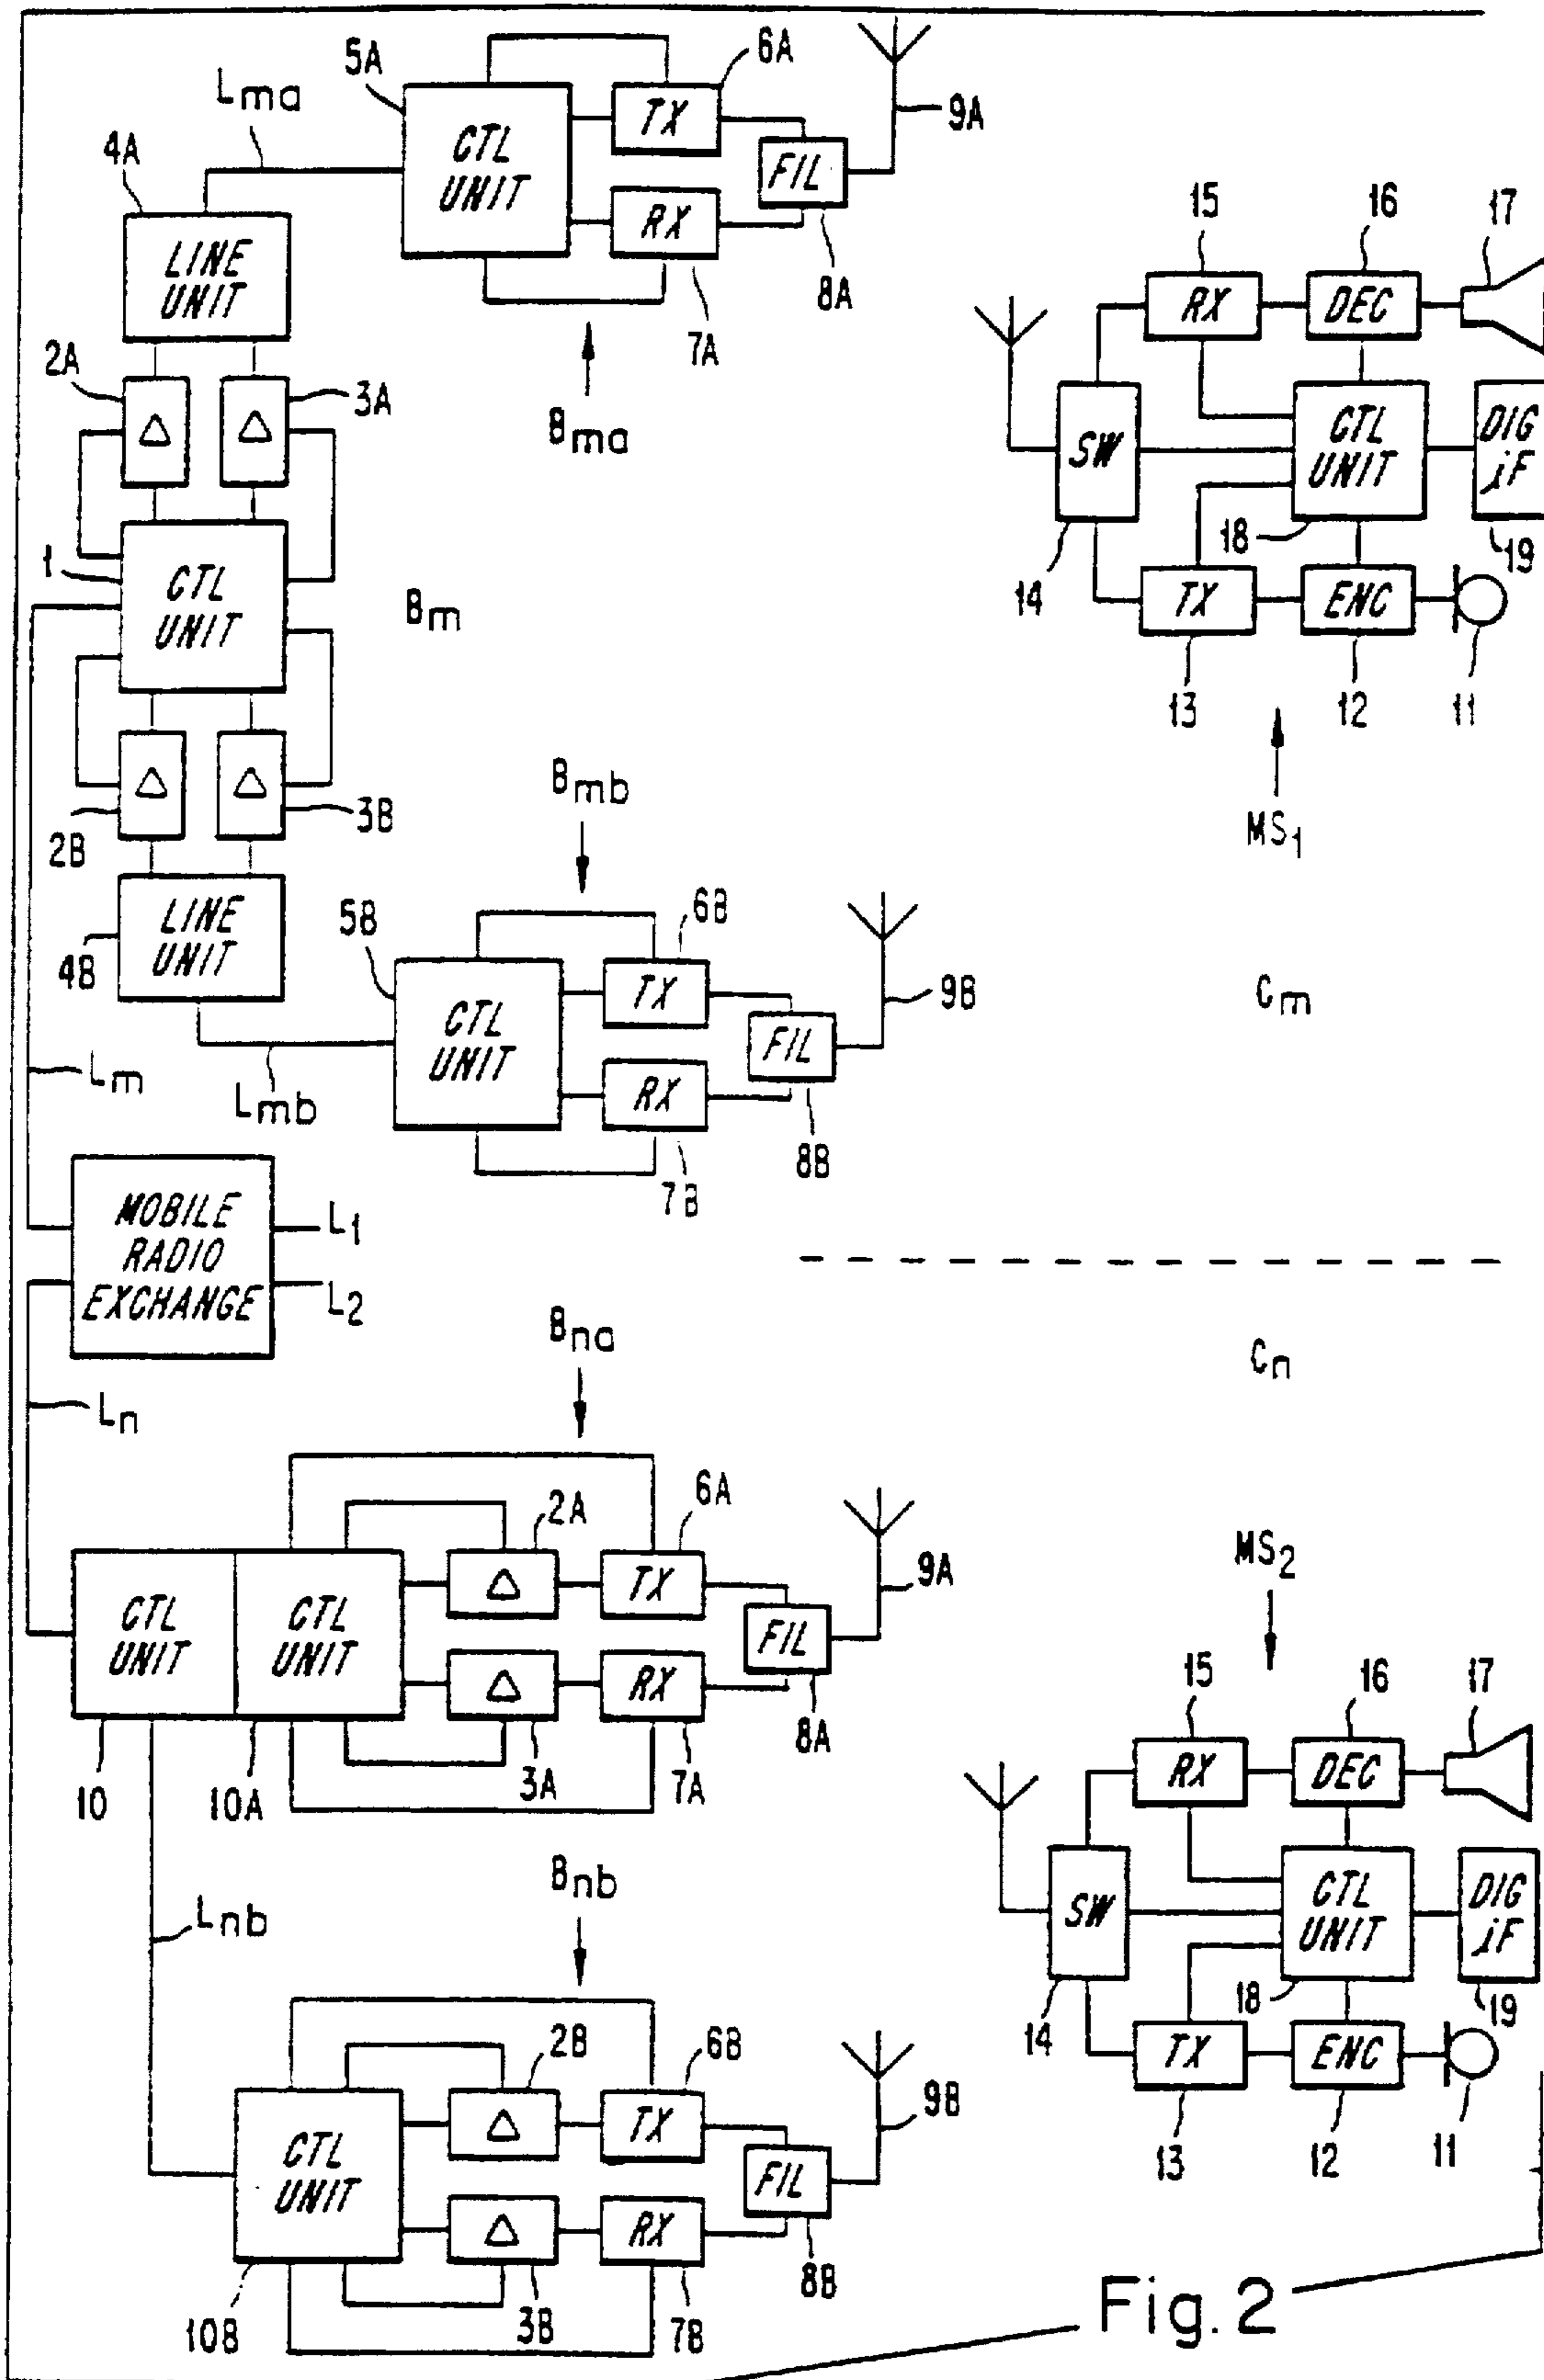 5A
6A
Lma
4A
CTL
UNIT
TX
FIL
RX
9A
8A
7A
LINE
UNIT
2A
3A
△
△
Bma
1
CTL
UNIT
Bm
△
△
2B
3B
LINE
UNIT
4B
Bmb
5B
6B
CTL
UNIT
TX
FIL
RX
9B
8B
7B
Lm
Lmb
15
16
17
RX
DEC
SW
CTL
UNIT
DIG
iF
18
19
14
TX
ENC
13
12
11
MS1
Cm
MOBILE
RADIO
EXCHANGE
L1
L2
Cn
Ln
Bna
2A
6A
CTL
UNIT
CTL
UNIT
△
TX
FIL
△
RX
9A
8A
10
10A
3A
7A
MS2
15
16
17
RX
DEC
SW
CTL
UNIT
DIG
iF
18
19
14
TX
ENC
13
12
11
Lnb
Bnb
2B
6B
CTL
UNIT
△
TX
FIL
△
RX
9B
8B
10B
3B
7B
Fig. 2